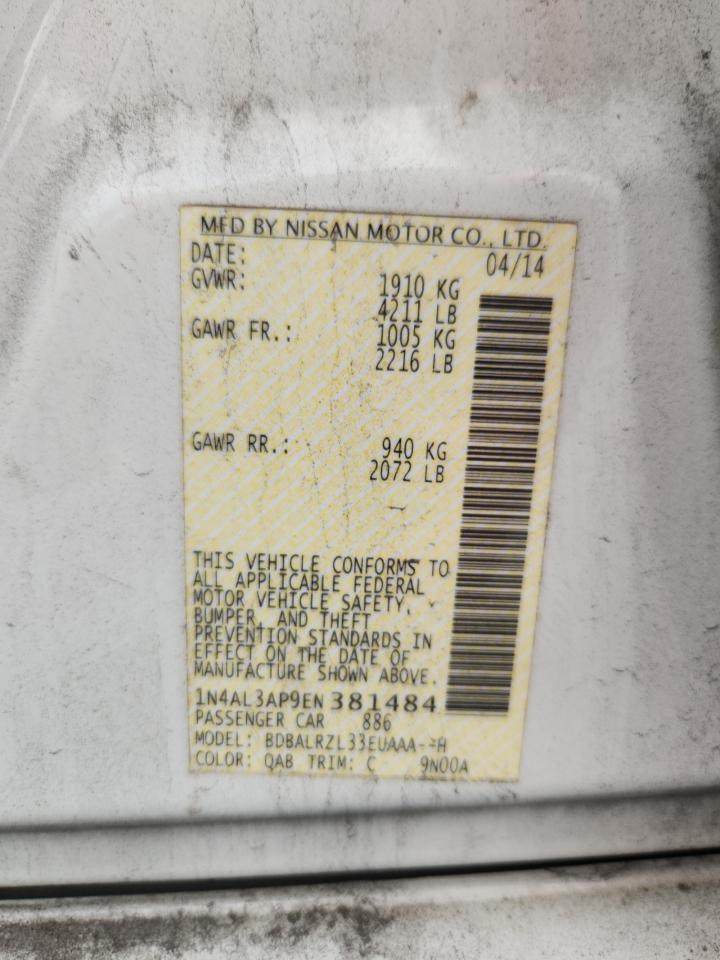 MFD BY NISSAN MOTOR CO., LTD.
DATE: 04/14
GVWR: 1910 KG
4211 LB
GAWR FR.: 1005 KG
2216 LB
GAWR RR.: 940 KG
2072 LB
THIS VEHICLE CONFORMS TO
ALL APPLICABLE FEDERAL
MOTOR VEHICLE SAFETY,
BUMPER, AND THEFT
PREVENTION STANDARDS IN
EFFECT ON THE DATE OF
MANUFACTURE SHOWN ABOVE.
1N4AL3AP9EN381484
PASSENGER CAR 886
MODEL:
COLOR: QAB TRIM: C 9N00A